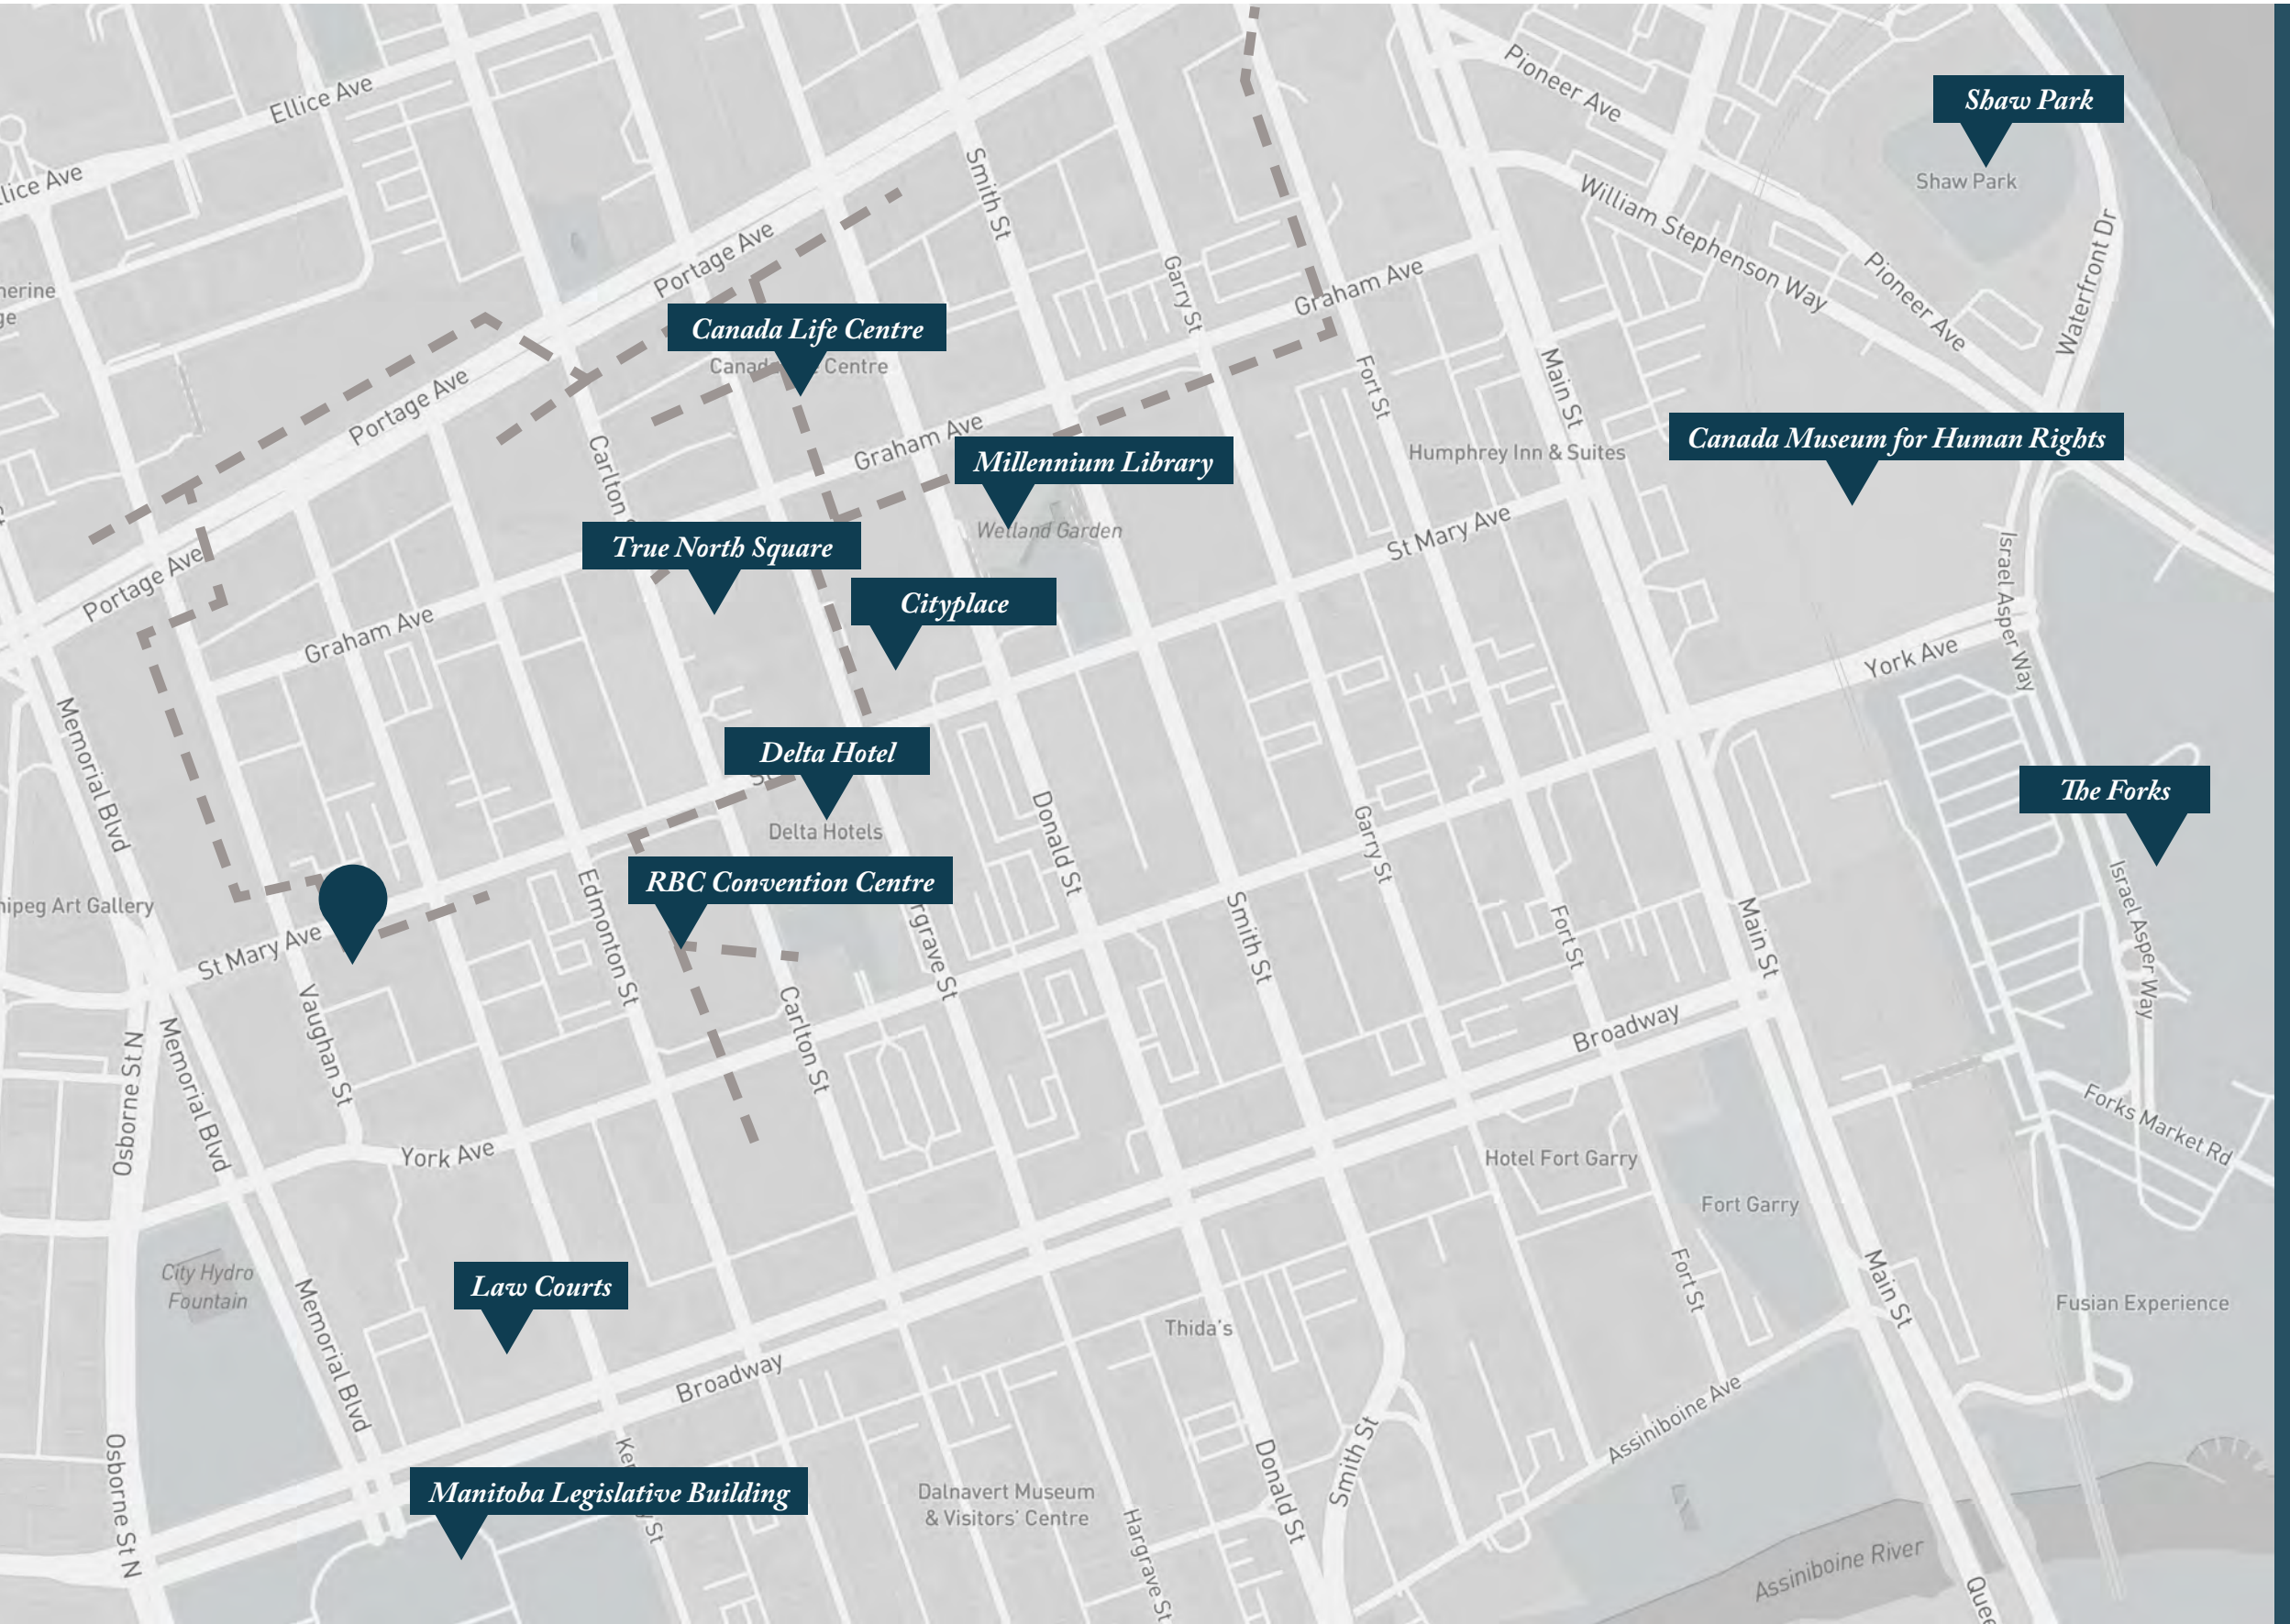 Ellice Ave
Pioneer Ave
Shaw Park
Shaw Park
Smith St
William Stephenson Way
Portage Ave
Garry St
Graham Ave
Pioneer Ave
Waterfront Dr
Canada Life Centre
Centre
Portage Ave
Fort St
Main St
Carlton
Graham Ave
Millennium Library
Humphrey Inn & Suites
Canada Museum for Human Rights
Wetland Garden
St Mary Ave
True North Square
Portage Ave
Israel Asper Way
Cityplace
Graham Ave
York Ave
Memorial Blvd
Delta Hotel
The Forks
Delta Hotels
Donald St
Garry St
RBC Convention Centre
Art Gallery
St Mary Ave
Edmonton St
Smith St
Fort St
Main St
Israel Asper Way
Vaughan St
Carlton St
Broadway
Osborne St N
Memorial Blvd
York Ave
Forks Market Rd
Hotel Fort Garry
Fort Garry
City Hydro
Fountain
Law Courts
Memorial Blvd
Fort St
Main St
Fusian Experience
Thida's
Broadway
Assiniboine Ave
Osborne St N
Manitoba Legislative Building
St
Dalnavert Museum
& Visitors' Centre
Hargrave St
Donald St
Smith St
Assiniboine River